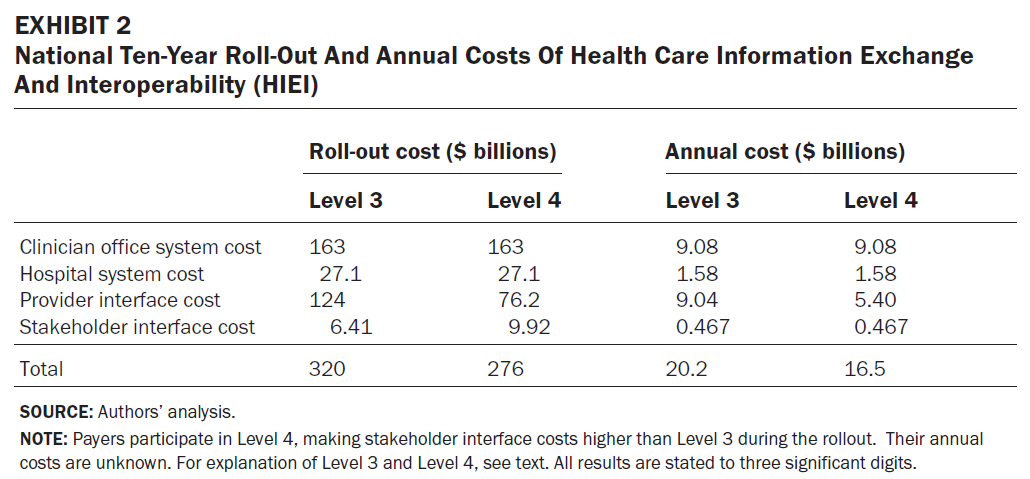 EXHIBIT 2
National Ten-Year Roll-Out And Annual Costs Of Health Care Information Exchange
And Interoperability (HIEI)
Roll-out cost ($ billions) Annual cost ($ billions)
Level 3 Level 4 Level 3 Level 4
Clinician office system cost 163 163 9.08 9.08
Hospital system cost 27.1 27.1 1.58 1.58
Provider interface cost 124 76.2 9.04 5.40
Stakeholder interface cost 6.41 9.92 0.467 0.467
Total 320 276 20.2 16.5
SOURCE: Authors’ analysis.
NOTE: Payers participate in Level 4, making stakeholder interface costs higher than Level 3 during the rollout. Their annual
costs are unknown. For explanation of Level 3 and Level 4, see text. All results are stated to three significant digits.